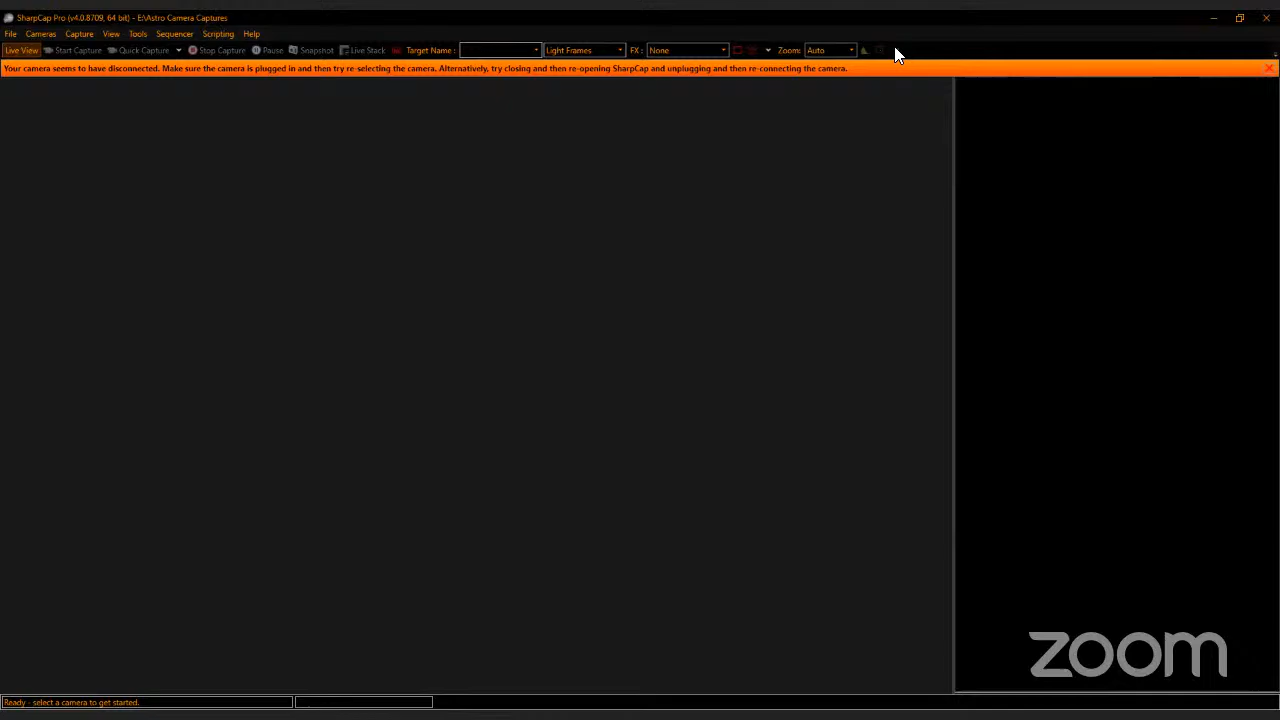 SharpCap Pro (v4.0.8709, 64 bit) - E:\Astro Camera Captures
File Cameras Capture View Tools Sequencer Scripting Help
Live View Start Capture Quick Capture Stop Capture Pause Snapshot Live Stack Target Name : Light Frames FX : None Zoom: Auto
Your camera seems to have disconnected. Make sure the camera is plugged in and then try re-selecting the camera. Alternatively, try closing and then re-opening SharpCap and unplugging and then re-connecting the camera.
zoom
Ready - select a camera to get started.